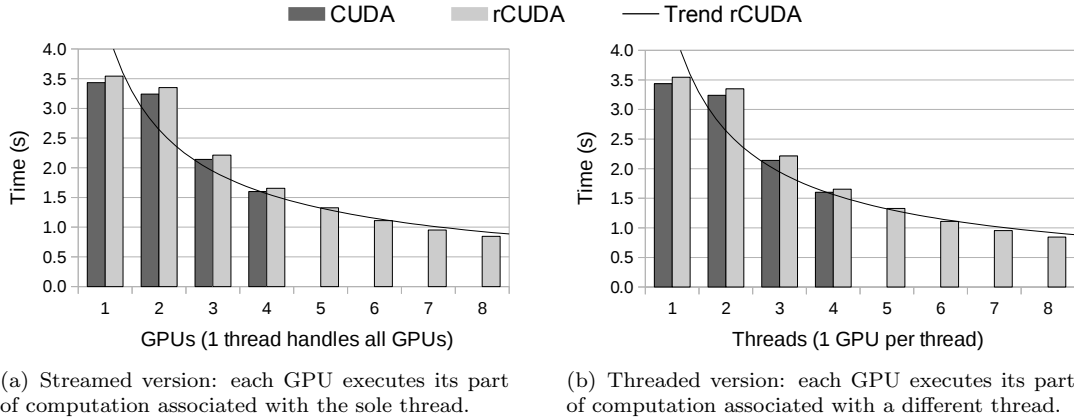 CUDA rCUDA Trend rCUDA
4.0
3.5
3.0
2.5
2.0
1.5
1.0
0.5
0.0
Time (s)
1 2 3 4 5 6 7 8
GPUs (1 thread handles all GPUs)
(a) Streamed version: each GPU executes its part
of computation associated with the sole thread.
4.0
3.5
3.0
2.5
2.0
1.5
1.0
0.5
0.0
Time (s)
1 2 3 4 5 6 7 8
Threads (1 GPU per thread)
(b) Threaded version: each GPU executes its part
of computation associated with a different thread.